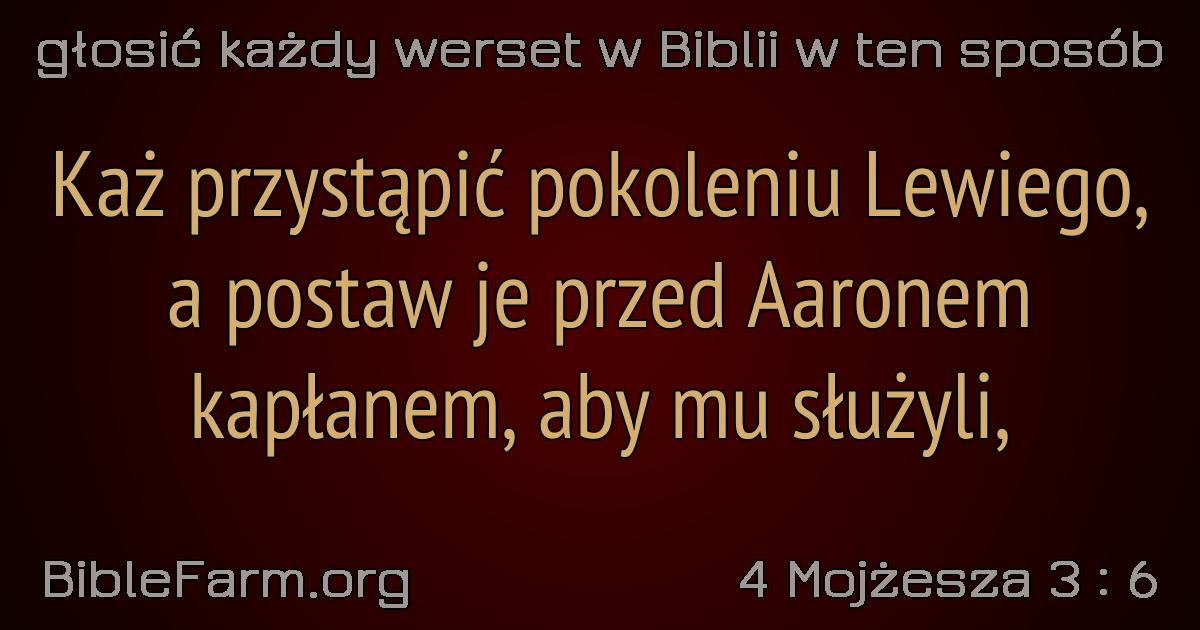 głosić każdy werset w Biblii w ten sposób
Każ przystąpić pokoleniu Lewiego,
a postaw je przed Aaronem
kapłanem, aby mu służyli,
BibleFarm.org
4 Mojżesza 3 : 6